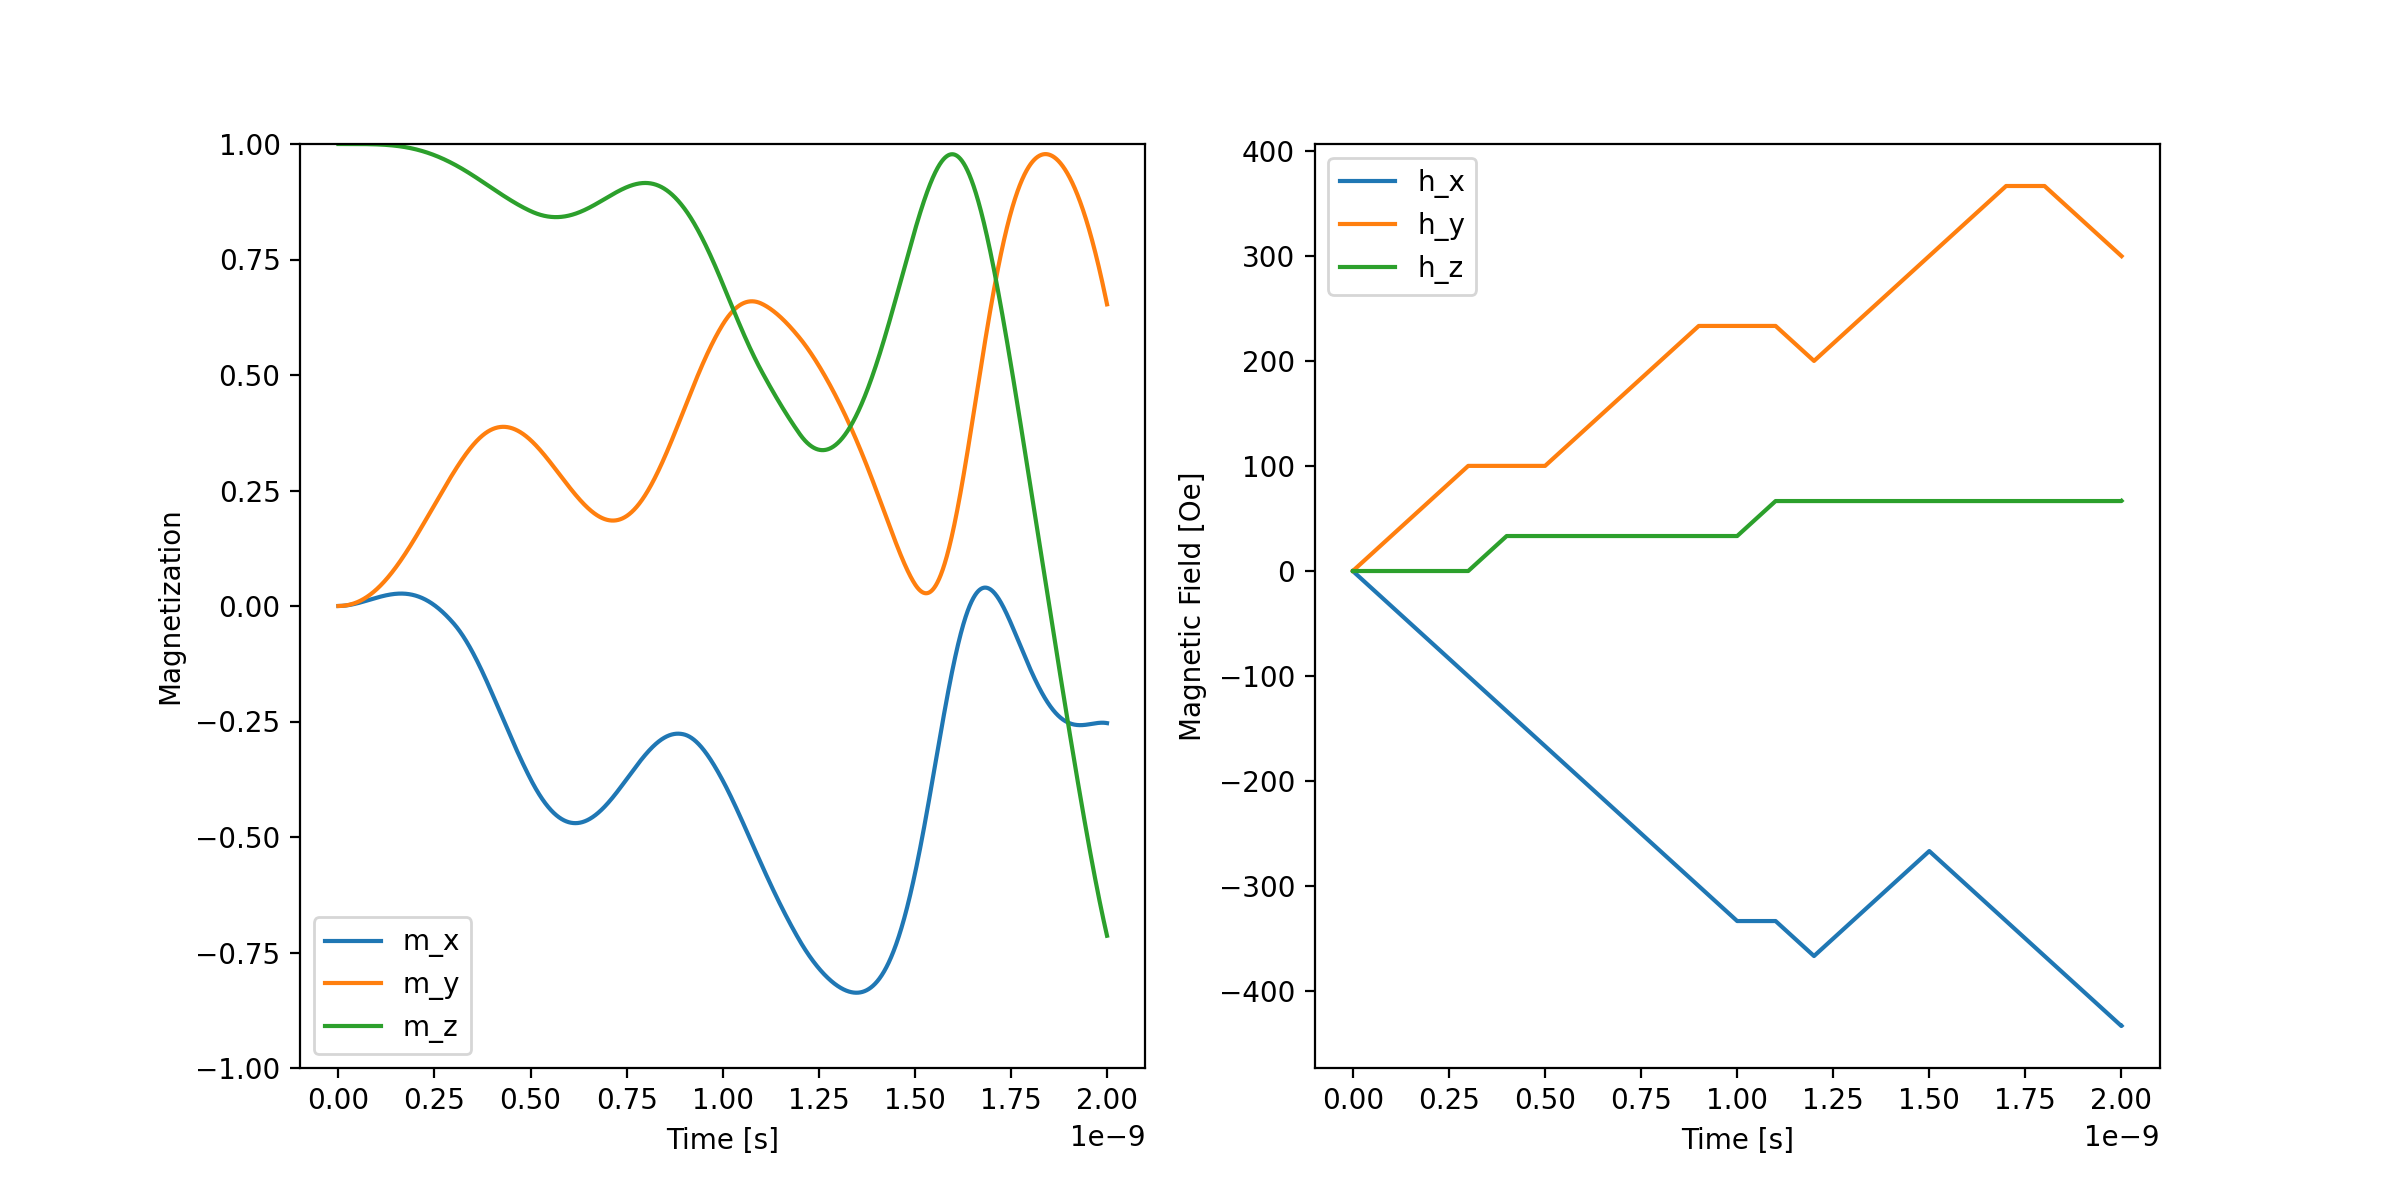 Magnetization
1.00
0.75
0.50
0.25
0.00
−0.25
−0.50
−0.75
−1.00
m_x
m_y
m_z
0.00 0.25 0.50 0.75 1.00 1.25 1.50 1.75 2.00
Time [s]
1e−9
Magnetic Field [Oe]
400
300
200
100
0
−100
−200
−300
−400
h_x
h_y
h_z
0.00 0.25 0.50 0.75 1.00 1.25 1.50 1.75 2.00
Time [s]
1e−9